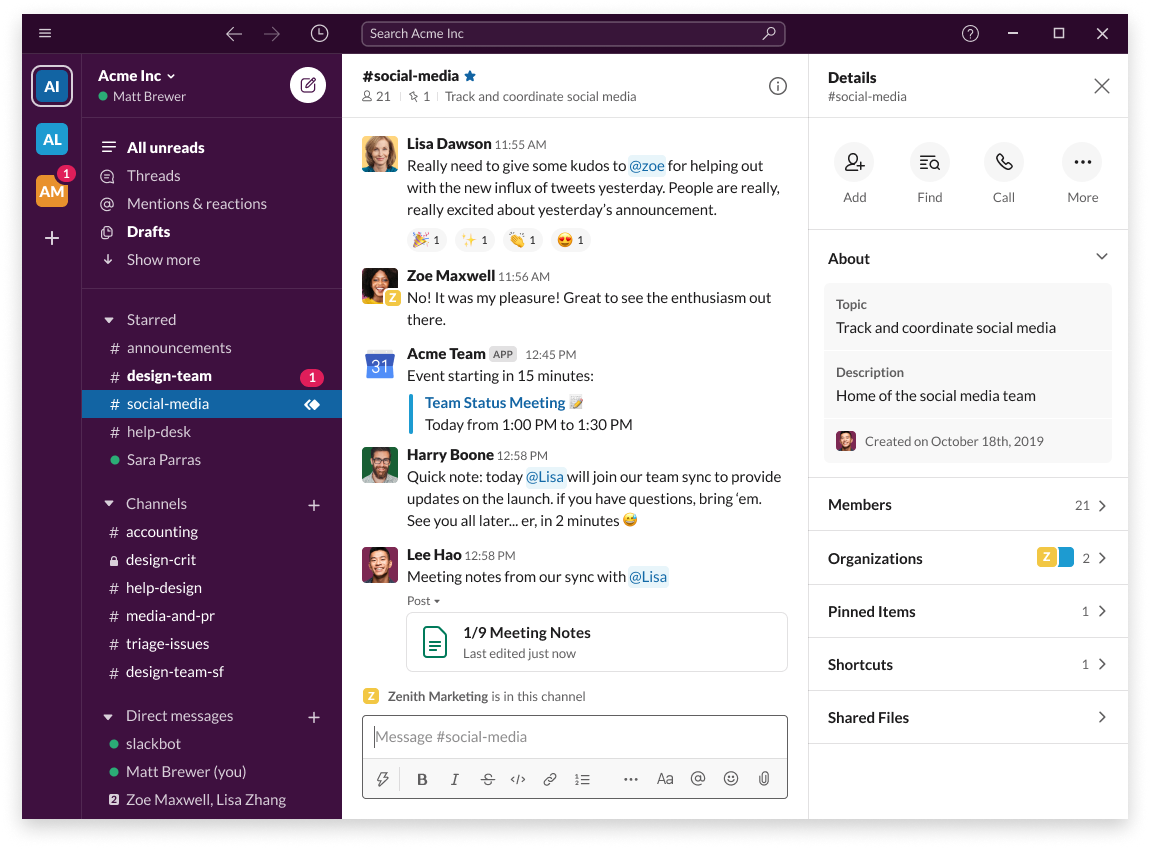 Search Acme Inc
AI
AL
AM
1
Acme Inc
Matt Brewer
All unreads
Threads
Mentions & reactions
Drafts
Show more
Starred
# announcements
# design-team 1
# social-media
# help-desk
Sara Parras
Channels
# accounting
design-crit
# help-design
# media-and-pr
# triage-issues
# design-team-sf
Direct messages
slackbot
Matt Brewer (you)
2 Zoe Maxwell, Lisa Zhang
#social-media
21 1 Track and coordinate social media
Lisa Dawson 11:55 AM
Really need to give some kudos to @zoe for helping out
with the new influx of tweets yesterday. People are really,
really excited about yesterday’s announcement.
🎉 1 ✨ 1 👏 1 😍 1
Zoe Maxwell 11:56 AM
Z
No! It was my pleasure! Great to see the enthusiasm out
there.
Acme Team APP 12:45 PM
31
Event starting in 15 minutes:
Team Status Meeting 📝
Today from 1:00 PM to 1:30 PM
Harry Boone 12:58 PM
Quick note: today @Lisa will join our team sync to provide
updates on the launch. if you have questions, bring ‘em.
See you all later... er, in 2 minutes 😅
Lee Hao 12:58 PM
Meeting notes from our sync with @Lisa
Post
1/9 Meeting Notes
Last edited just now
Z Zenith Marketing is in this channel
Message #social-media
B I S </> Aa @
Details
#social-media
Add Find Call More
About
Topic
Track and coordinate social media
Description
Home of the social media team
Created on October 18th, 2019
Members 21
Organizations Z 2
Pinned Items 1
Shortcuts 1
Shared Files